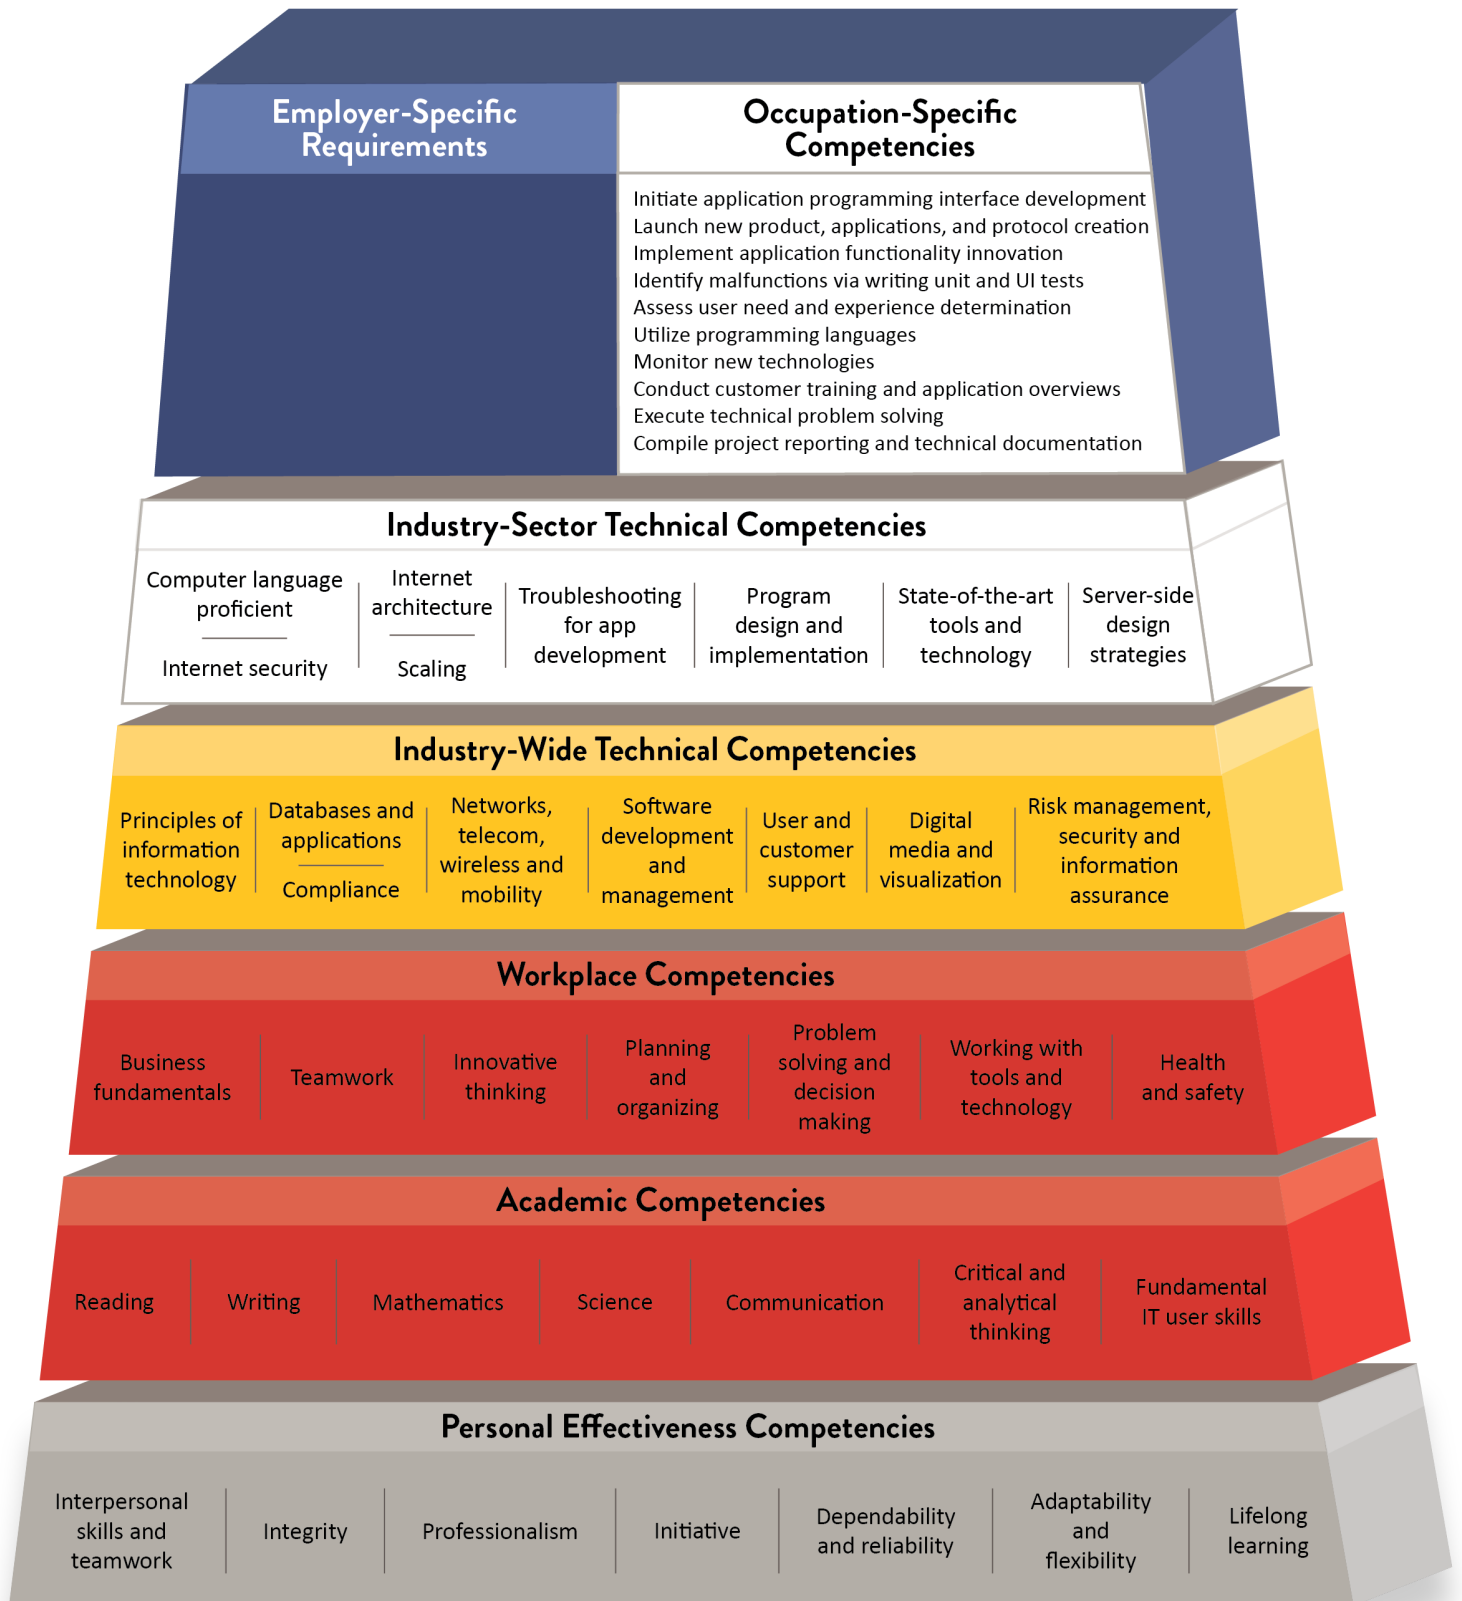 Employer-Specific
Requirements
Occupation-Specific
Competencies
Initiate application programming interface development
Launch new product, applications, and protocol creation
Implement application functionality innovation
Identify malfunctions via writing unit and UI tests
Assess user need and experience determination
Utilize programming languages
Monitor new technologies
Conduct customer training and application overviews
Execute technical problem solving
Compile project reporting and technical documentation
Industry-Sector Technical Competencies
Computer language
proficient
Internet security
Internet
architecture
Scaling
Troubleshooting
for app
development
Program
design and
implementation
State-of-the-art
tools and
technology
Server-side
design
strategies
Industry-Wide Technical Competencies
Principles of
information
technology
Databases and
applications
Compliance
Networks,
telecom,
wireless and
mobility
Software
development
and
management
User and
customer
support
Digital
media and
visualization
Risk management,
security and
information
assurance
Workplace Competencies
Business
fundamentals
Teamwork
Innovative
thinking
Planning
and
organizing
Problem
solving and
decision
making
Working with
tools and
technology
Health
and safety
Academic Competencies
Reading
Writing
Mathematics
Science
Communication
Critical and
analytical
thinking
Fundamental
IT user skills
Personal Effectiveness Competencies
Interpersonal
skills and
teamwork
Integrity
Professionalism
Initiative
Dependability
and reliability
Adaptability
and
flexibility
Lifelong
learning